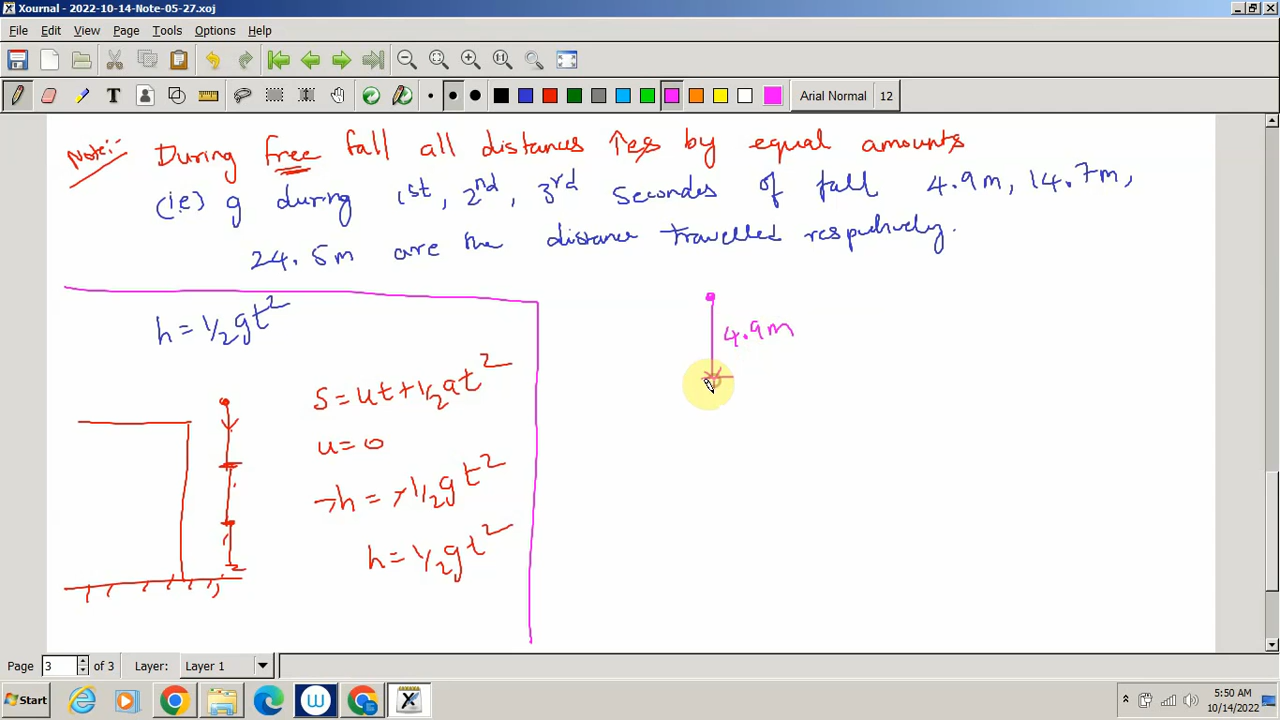 Xournal - 2022-10-14-Note-05-27.xoj
File Edit View Page Tools Options Help
Arial Normal 12
Note:- During free fall all distances ↑es by equal amounts
(i.e) g during 1st, 2nd, 3rd secondes of fall 4.9m, 14.7m,
24.5m are the distance travelled respectively.
h = 1/2gt²
4.9m
S = ut + 1/2at²
u = 0
-h = -1/2gt²
h = 1/2gt²
Page 3 of 3 Layer: Layer 1
Start
5:50 AM
10/14/2022